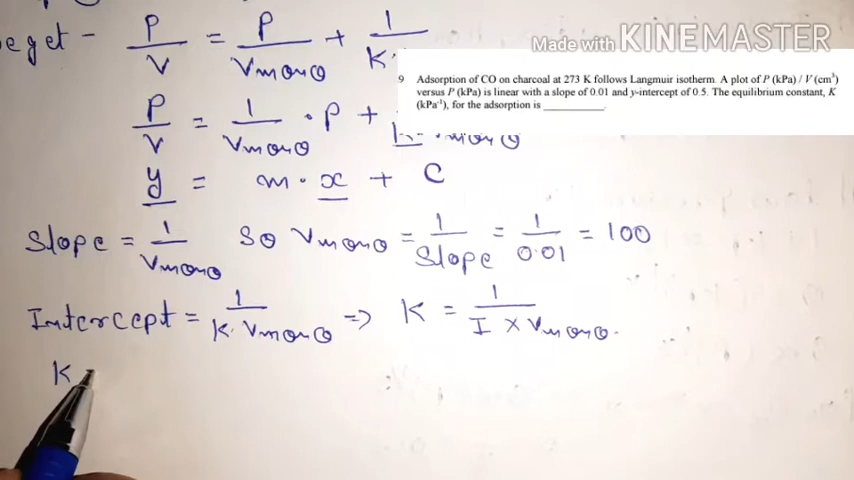 Made with KINEMASTER
eget - P/V = P/Vmono + 1/K.
9 Adsorption of CO on charcoal at 273 K follows Langmuir isotherm. A plot of P (kPa) / V (cm³)
versus P (kPa) is linear with a slope of 0.01 and y-intercept of 0.5. The equilibrium constant, K
(kPa⁻¹), for the adsorption is ____________.
P/V = 1/Vmono · P +
y = m · x + C
Slope = 1/Vmono So Vmono = 1/Slope = 1/0.01 = 100
Intercept = 1/K. Vmono => K = 1/I × Vmono.
K